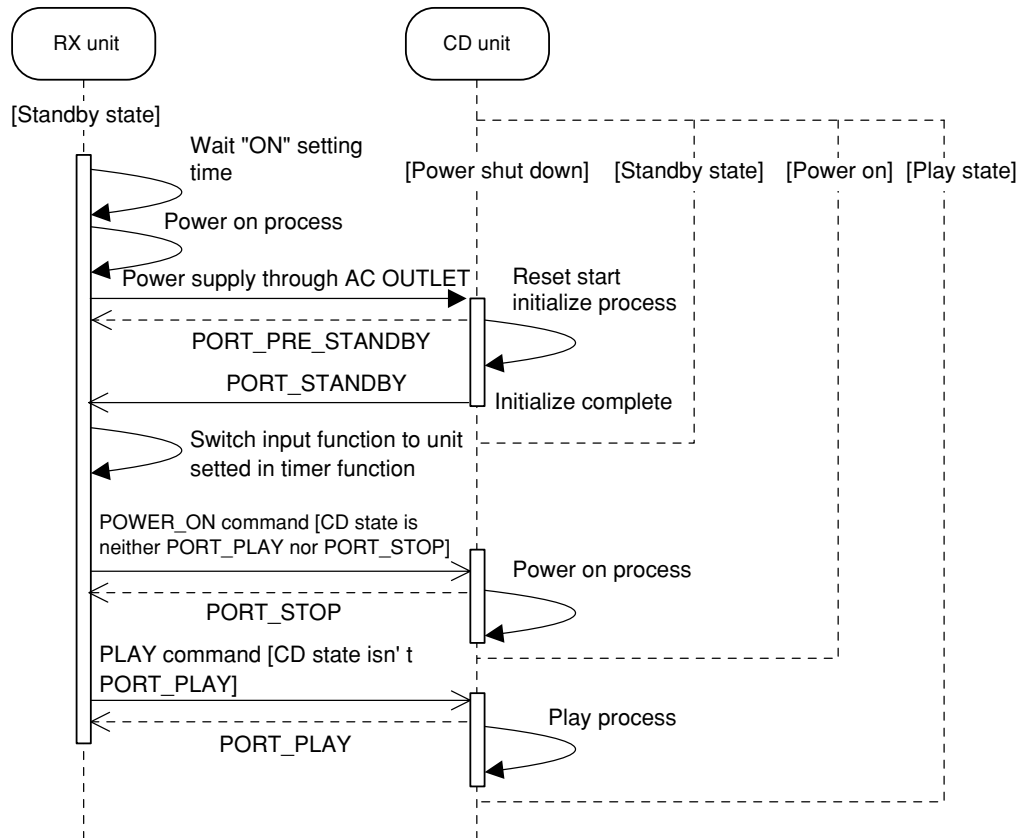 RX unit
CD unit
[Standby state]
Wait "ON" setting
time
[Power shut down]
[Standby state]
[Power on]
[Play state]
Power on process
Power supply through AC OUTLET
Reset start
initialize process
PORT_PRE_STANDBY
PORT_STANDBY
Initialize complete
Switch input function to unit
setted in timer function
POWER_ON command [CD state is
neither PORT_PLAY nor PORT_STOP]
Power on process
PORT_STOP
PLAY command [CD state isn' t
PORT_PLAY]
Play process
PORT_PLAY